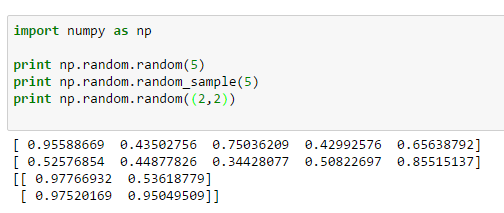 import numpy as np
print np.random.random(5)
print np.random.random_sample(5)
print np.random.random((2,2))
[ 0.95588669  0.43502756  0.75036209  0.42992576  0.65638792]
[ 0.52576854  0.44877826  0.34428077  0.50822697  0.85515137]
[[ 0.97766932  0.53618779]
 [ 0.97520169  0.95049509]]